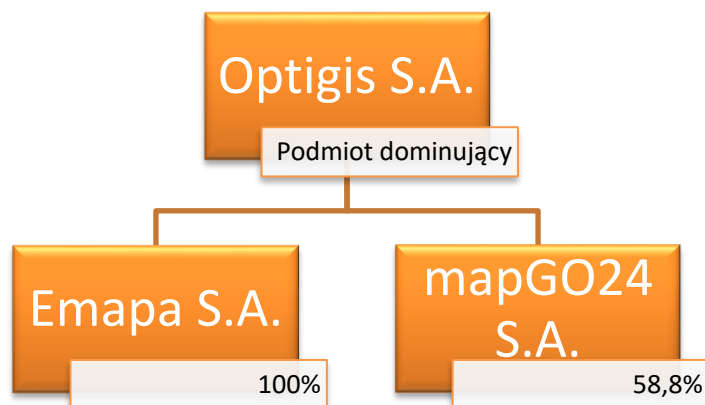 Optigis S.A.
Podmiot dominujący
Emapa S.A.
100%
mapGO24
S.A.
58,8%